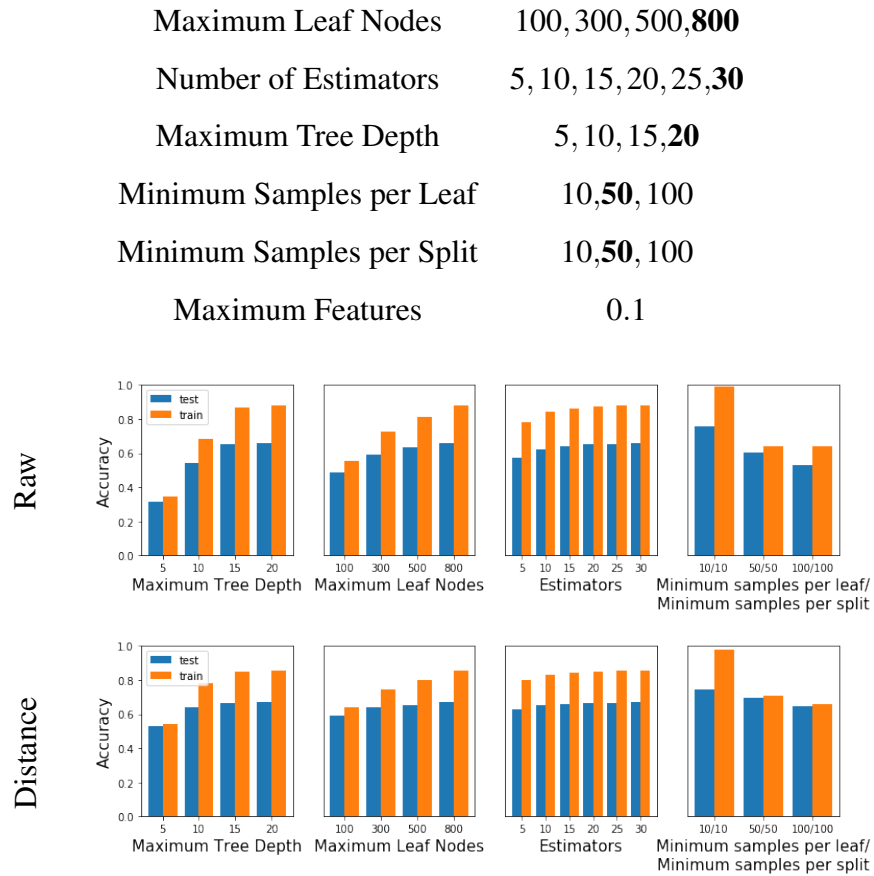 Maximum Leaf Nodes 100, 300, 500,800
Number of Estimators 5, 10, 15, 20, 25,30
Maximum Tree Depth 5, 10, 15,20
Minimum Samples per Leaf 10,50, 100
Minimum Samples per Split 10,50, 100
Maximum Features 0.1
Raw
Accuracy
1.0
0.8
0.6
0.4
0.2
0.0
test
train
5 10 15 20
Maximum Tree Depth
100 300 500 800
Maximum Leaf Nodes
5 10 15 20 25 30
Estimators
10/10 50/50 100/100
Minimum samples per leaf/
Minimum samples per split
Distance
Accuracy
1.0
0.8
0.6
0.4
0.2
0.0
test
train
5 10 15 20
Maximum Tree Depth
100 300 500 800
Maximum Leaf Nodes
5 10 15 20 25 30
Estimators
10/10 50/50 100/100
Minimum samples per leaf/
Minimum samples per split